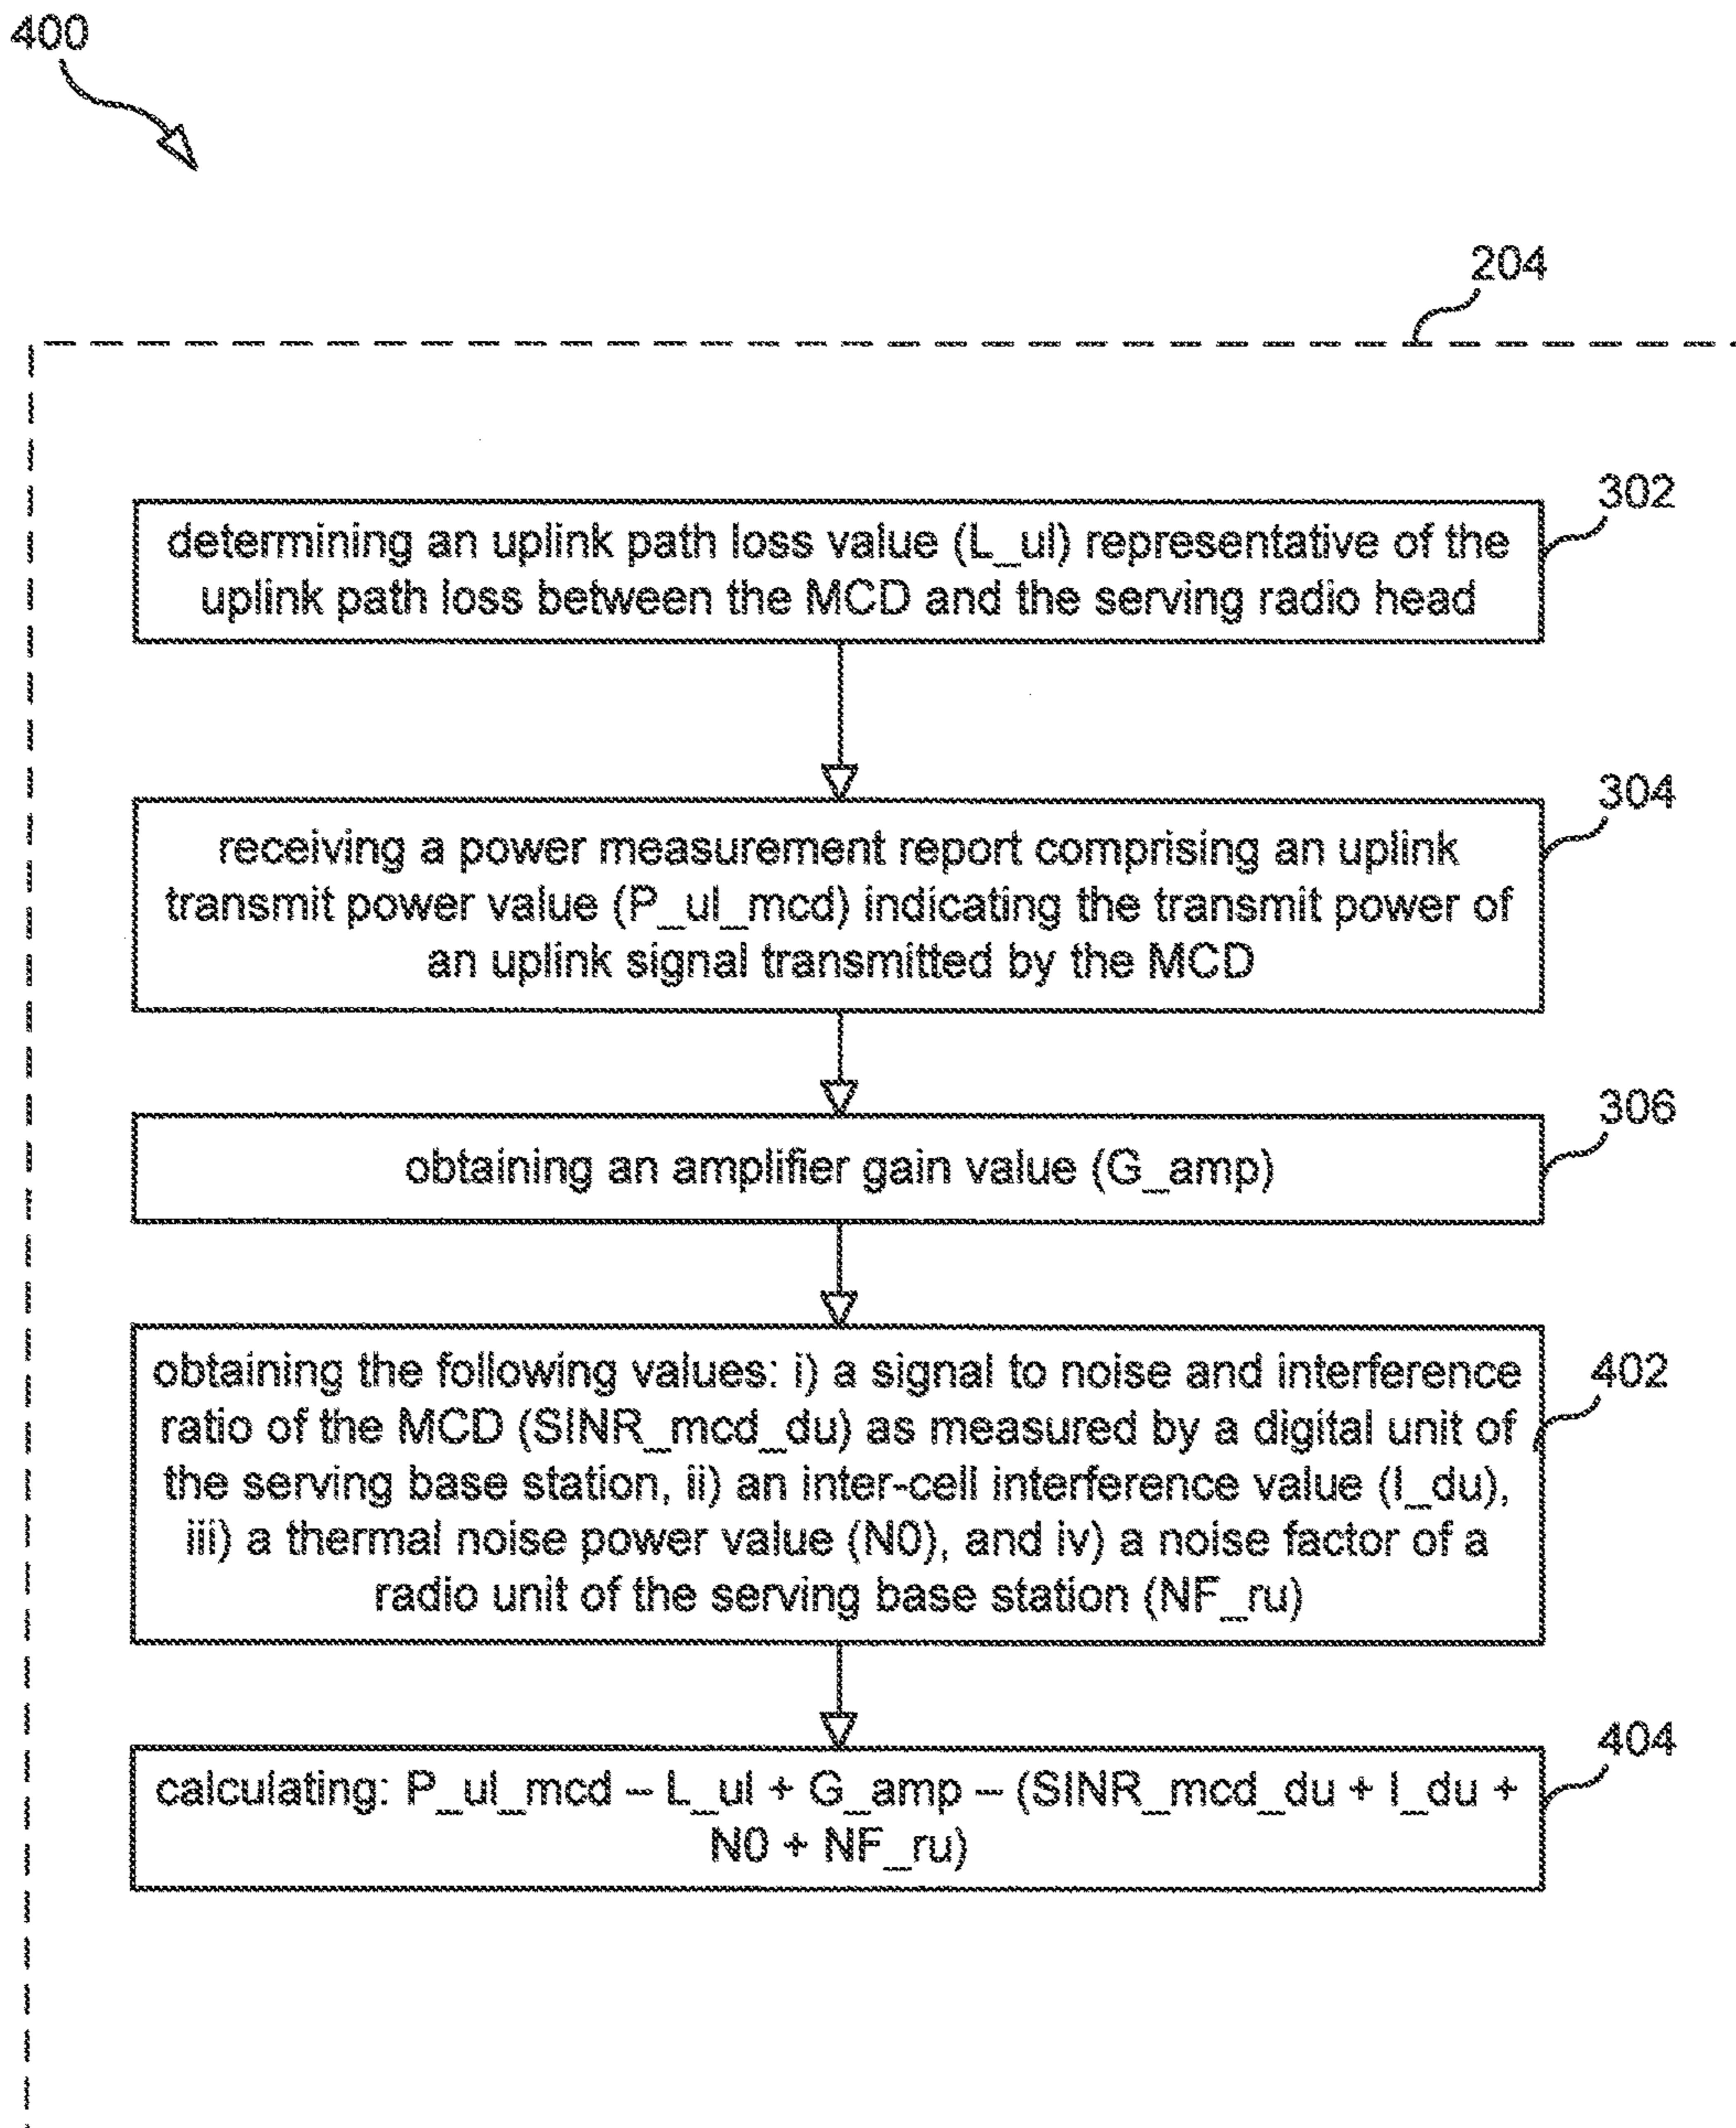 400
204
302
determining an uplink path loss value (L_ul) representative of the
uplink path loss between the MCD and the serving radio head
304
receiving a power measurement report comprising an uplink
transmit power value (P_ul_mcd) indicating the transmit power of
an uplink signal transmitted by the MCD
306
obtaining an amplifier gain value (G_amp)
402
obtaining the following values: i) a signal to noise and interference
ratio of the MCD (SINR_mcd_du) as measured by a digital unit of
the serving base station, ii) an inter-cell interference value (I_du),
iii) a thermal noise power value (N0), and iv) a noise factor of a
radio unit of the serving base station (NF_ru)
404
calculating: P_ul_mcd – L_ul + G_amp – (SINR_mcd_du + I_du +
N0 + NF_ru)